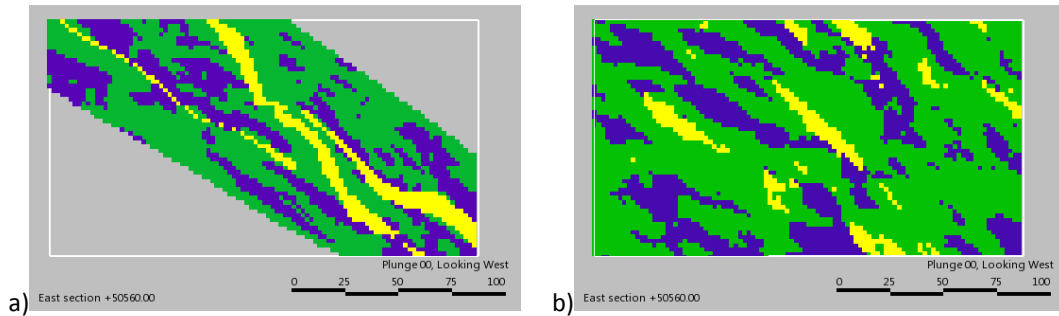 Plunge 00, Looking West
East section +50560.00
0 25 50 75 100
a)
Plunge 00, Looking West
East section +50560.00
0 25 50 75 100
b)